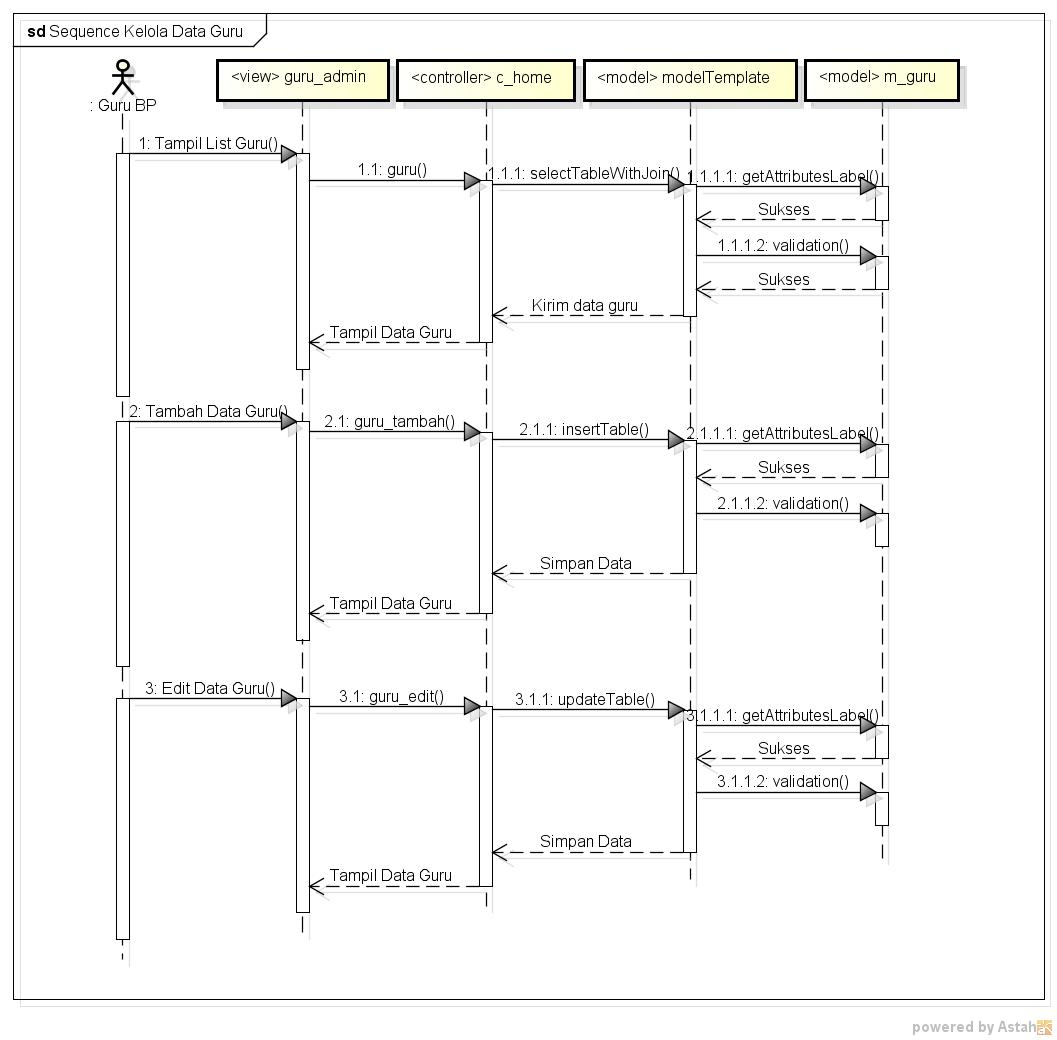 sd Sequence Kelola Data Guru
: Guru BP
<view> guru_admin
<controller> c_home
<model> modelTemplate
<model> m_guru
1: Tampil List Guru()
1.1: guru()
1.1.1: selectTableWithJoin()
1.1.1.1: getAttributesLabel()
Sukses
1.1.1.2: validation()
Sukses
Kirim data guru
Tampil Data Guru
2: Tambah Data Guru()
2.1: guru_tambah()
2.1.1: insertTable()
2.1.1.1: getAttributesLabel()
Sukses
2.1.1.2: validation()
Simpan Data
Tampil Data Guru
3: Edit Data Guru()
3.1: guru_edit()
3.1.1: updateTable()
3.1.1.1: getAttributesLabel()
Sukses
3.1.1.2: validation()
Simpan Data
Tampil Data Guru
powered by Astah